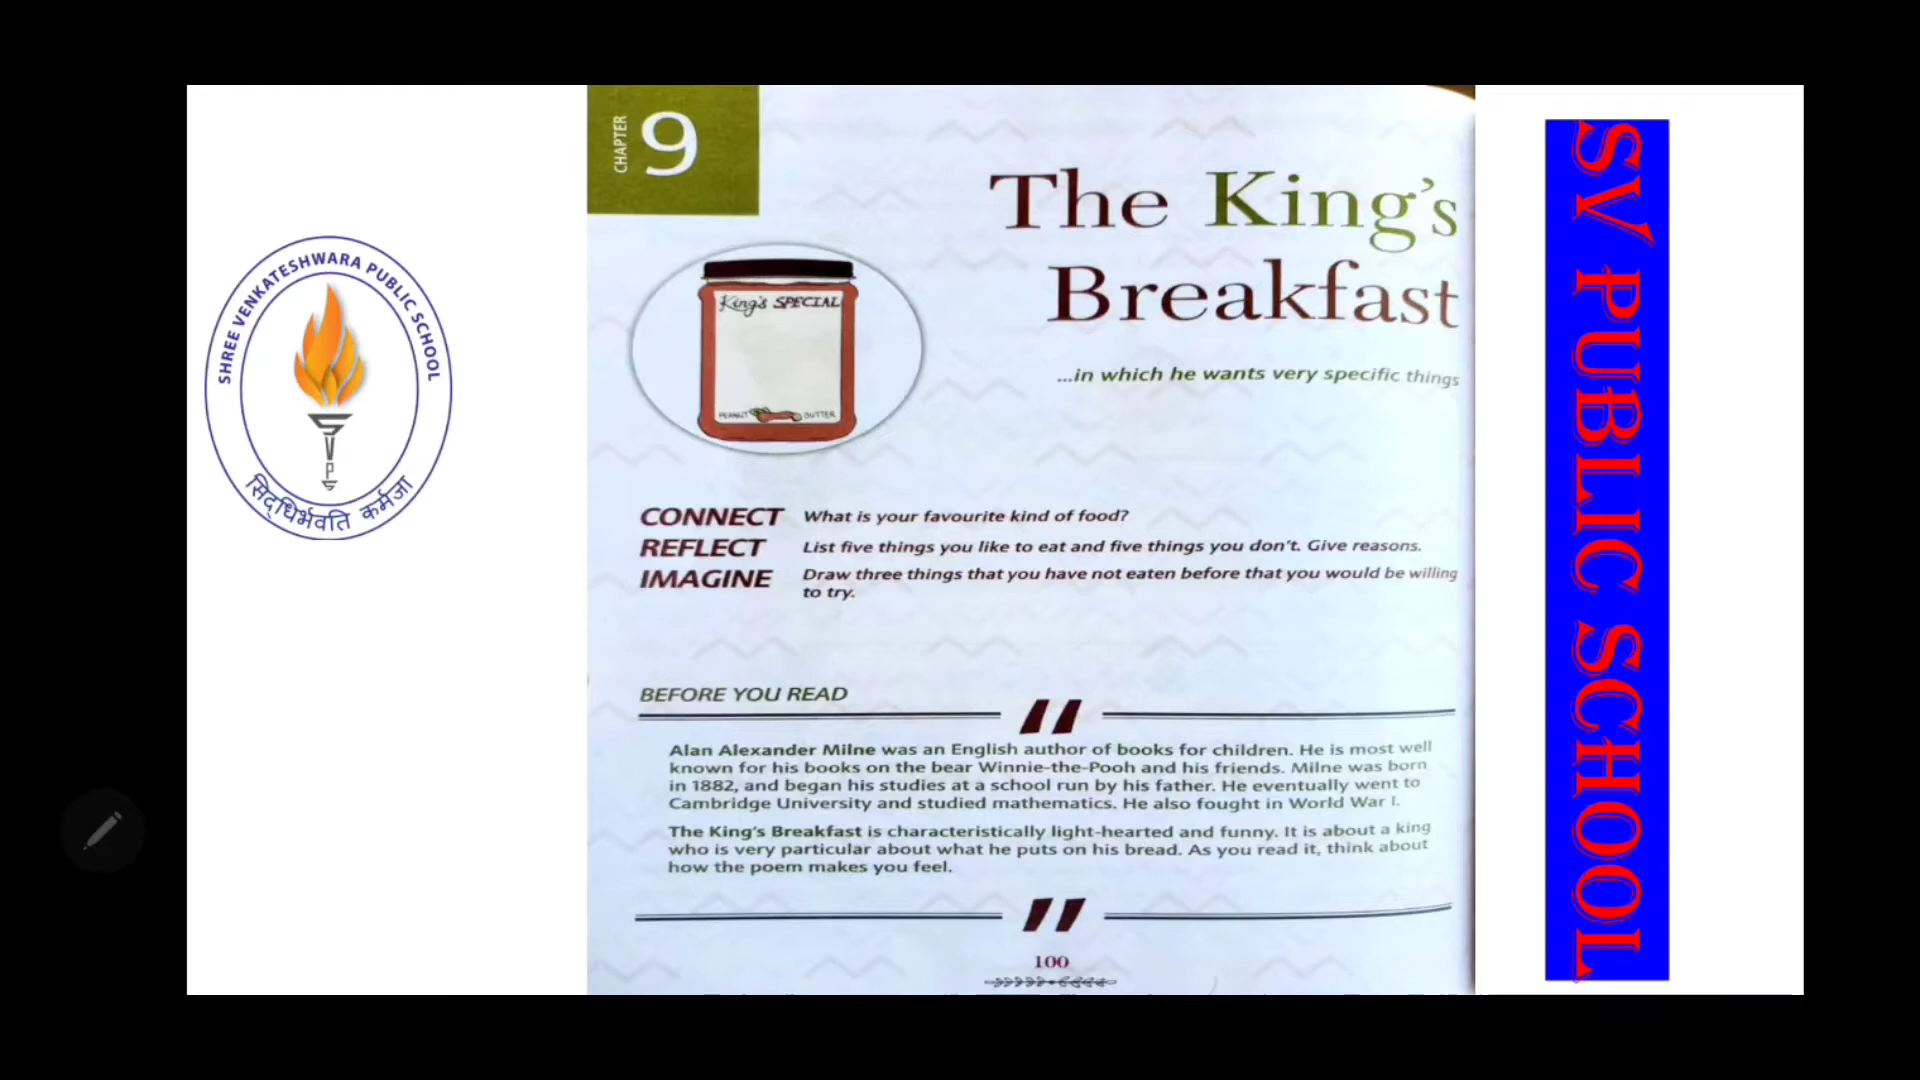 SHREE VENKATESHWARA PUBLIC SCHOOL
SVPS
सिद्धिर्भवति कर्मजा
CHAPTER
9
The King's
Breakfast
...in which he wants very specific things
King's SPECIAL
PEANUT BUTTER
CONNECT What is your favourite kind of food?
REFLECT List five things you like to eat and five things you don't. Give reasons.
IMAGINE Draw three things that you have not eaten before that you would be willing
to try.
BEFORE YOU READ
"
Alan Alexander Milne was an English author of books for children. He is most well
known for his books on the bear Winnie-the-Pooh and his friends. Milne was born
in 1882, and began his studies at a school run by his father. He eventually went to
Cambridge University and studied mathematics. He also fought in World War I.
The King's Breakfast is characteristically light-hearted and funny. It is about a king
who is very particular about what he puts on his bread. As you read it, think about
how the poem makes you feel.
"
100
SV PUBLIC SCHOOL